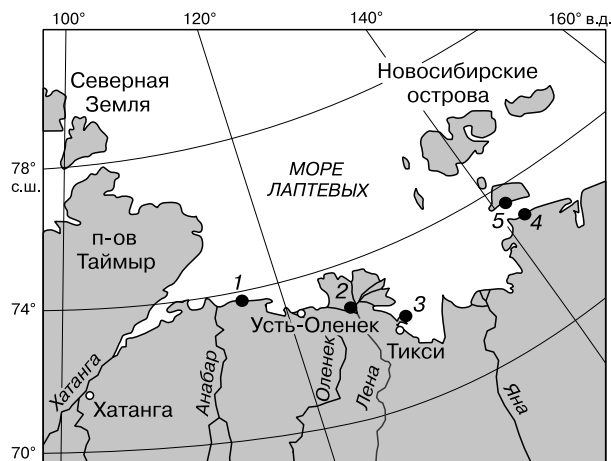 100° 120° 140° 160° в.д.
Северная
Земля
Новосибирские
острова
78°
с.ш.
МОРЕ
ЛАПТЕВЫХ
п-ов
Таймыр
5 4
1
2
3
74°
Усть-Оленек
Тикси
Хатанга
Анабар
Оленек
Лена
Яна
Хатанга
70°